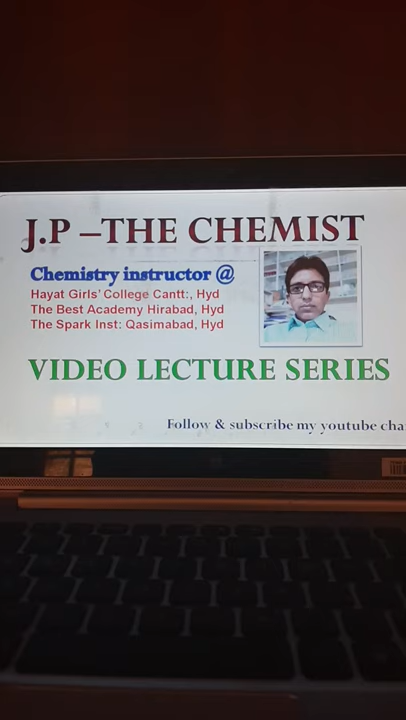 J.P –THE CHEMIST
Chemistry instructor @
Hayat Girls' College Cantt:, Hyd
The Best Academy Hirabad, Hyd
The Spark Inst: Qasimabad, Hyd
VIDEO LECTURE SERIES
Follow & subscribe my youtube cha